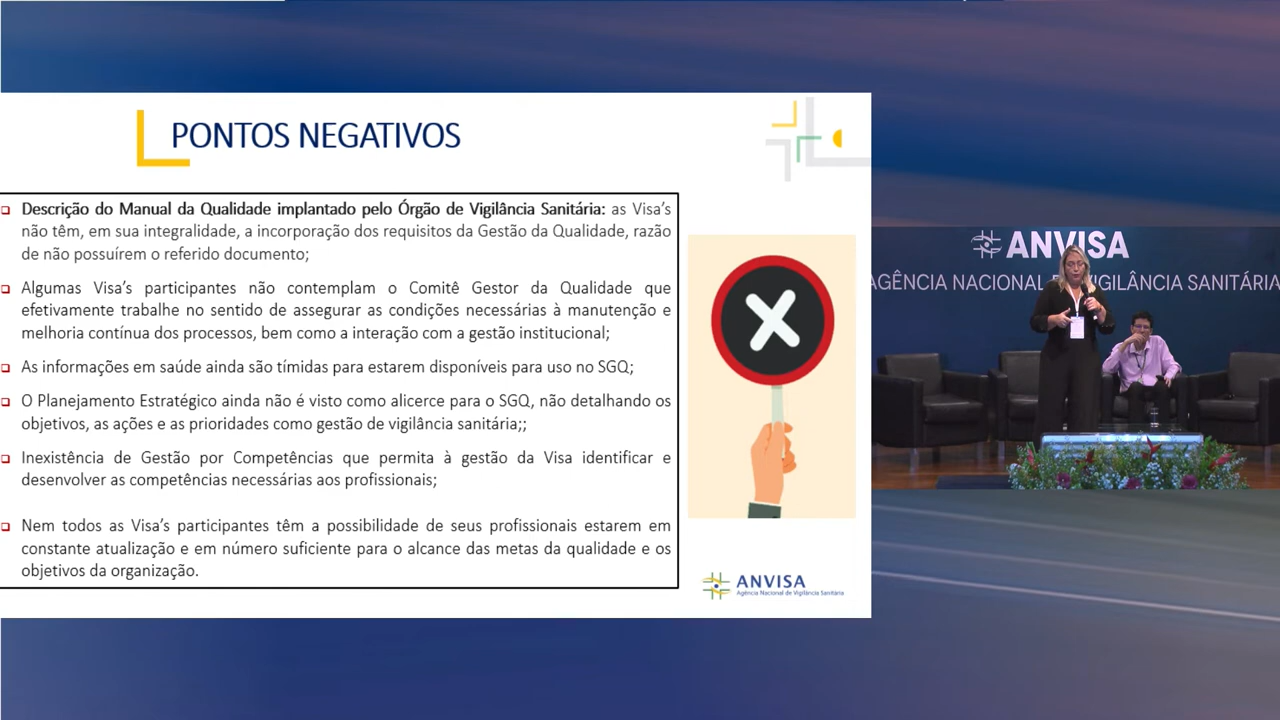 PONTOS NEGATIVOS
Descrição do Manual da Qualidade implantado pelo Órgão de Vigilância Sanitária: as Visa's
não têm, em sua integralidade, a incorporação dos requisitos da Gestão da Qualidade, razão
de não possuírem o referido documento;
Algumas Visa's participantes não contemplam o Comitê Gestor da Qualidade que
efetivamente trabalhe no sentido de assegurar as condições necessárias à manutenção e
melhoria contínua dos processos, bem como a interação com a gestão institucional;
As informações em saúde ainda são tímidas para estarem disponíveis para uso no SGQ;
O Planejamento Estratégico ainda não é visto como alicerce para o SGQ, não detalhando os
objetivos, as ações e as prioridades como gestão de vigilância sanitária;;
Inexistência de Gestão por Competências que permita à gestão da Visa identificar e
desenvolver as competências necessárias aos profissionais;
Nem todos as Visa's participantes têm a possibilidade de seus profissionais estarem em
constante atualização e em número suficiente para o alcance das metas da qualidade e os
objetivos da organização.
ANVISA
Agência Nacional de Vigilância Sanitária
ANVISA
AGÊNCIA NACIONAL VIGILÂNCIA SANITÁRIA